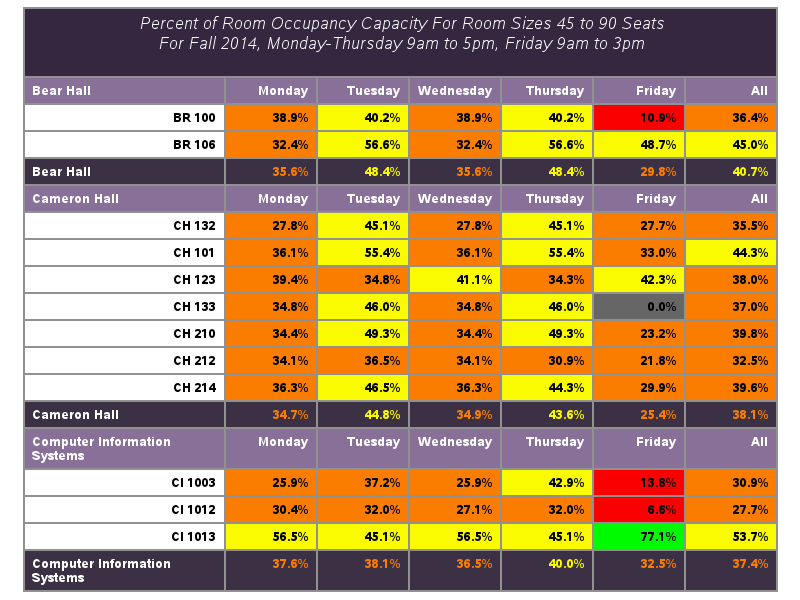 Percent of Room Occupancy Capacity For Room Sizes 45 to 90 Seats
For Fall 2014, Monday-Thursday 9am to 5pm, Friday 9am to 3pm
Bear Hall Monday Tuesday Wednesday Thursday Friday All
BR 100 38.9% 40.2% 38.9% 40.2% 10.9% 36.4%
BR 106 32.4% 56.6% 32.4% 56.6% 48.7% 45.0%
Bear Hall 35.6% 48.4% 35.6% 48.4% 29.8% 40.7%
Cameron Hall Monday Tuesday Wednesday Thursday Friday All
CH 132 27.8% 45.1% 27.8% 45.1% 27.7% 35.5%
CH 101 36.1% 55.4% 36.1% 55.4% 33.0% 44.3%
CH 123 39.4% 34.8% 41.1% 34.3% 42.3% 38.0%
CH 133 34.8% 46.0% 34.8% 46.0% 0.0% 37.0%
CH 210 34.4% 49.3% 34.4% 49.3% 23.2% 39.8%
CH 212 34.1% 36.5% 34.1% 30.9% 21.8% 32.5%
CH 214 36.3% 46.5% 36.3% 44.3% 29.9% 39.6%
Cameron Hall 34.7% 44.8% 34.9% 43.6% 25.4% 38.1%
Computer Information Monday Tuesday Wednesday Thursday Friday All
Systems
CI 1003 25.9% 37.2% 25.9% 42.9% 13.8% 30.9%
CI 1012 30.4% 32.0% 27.1% 32.0% 6.6% 27.7%
CI 1013 56.5% 45.1% 56.5% 45.1% 77.1% 53.7%
Computer Information 37.6% 38.1% 36.5% 40.0% 32.5% 37.4%
Systems